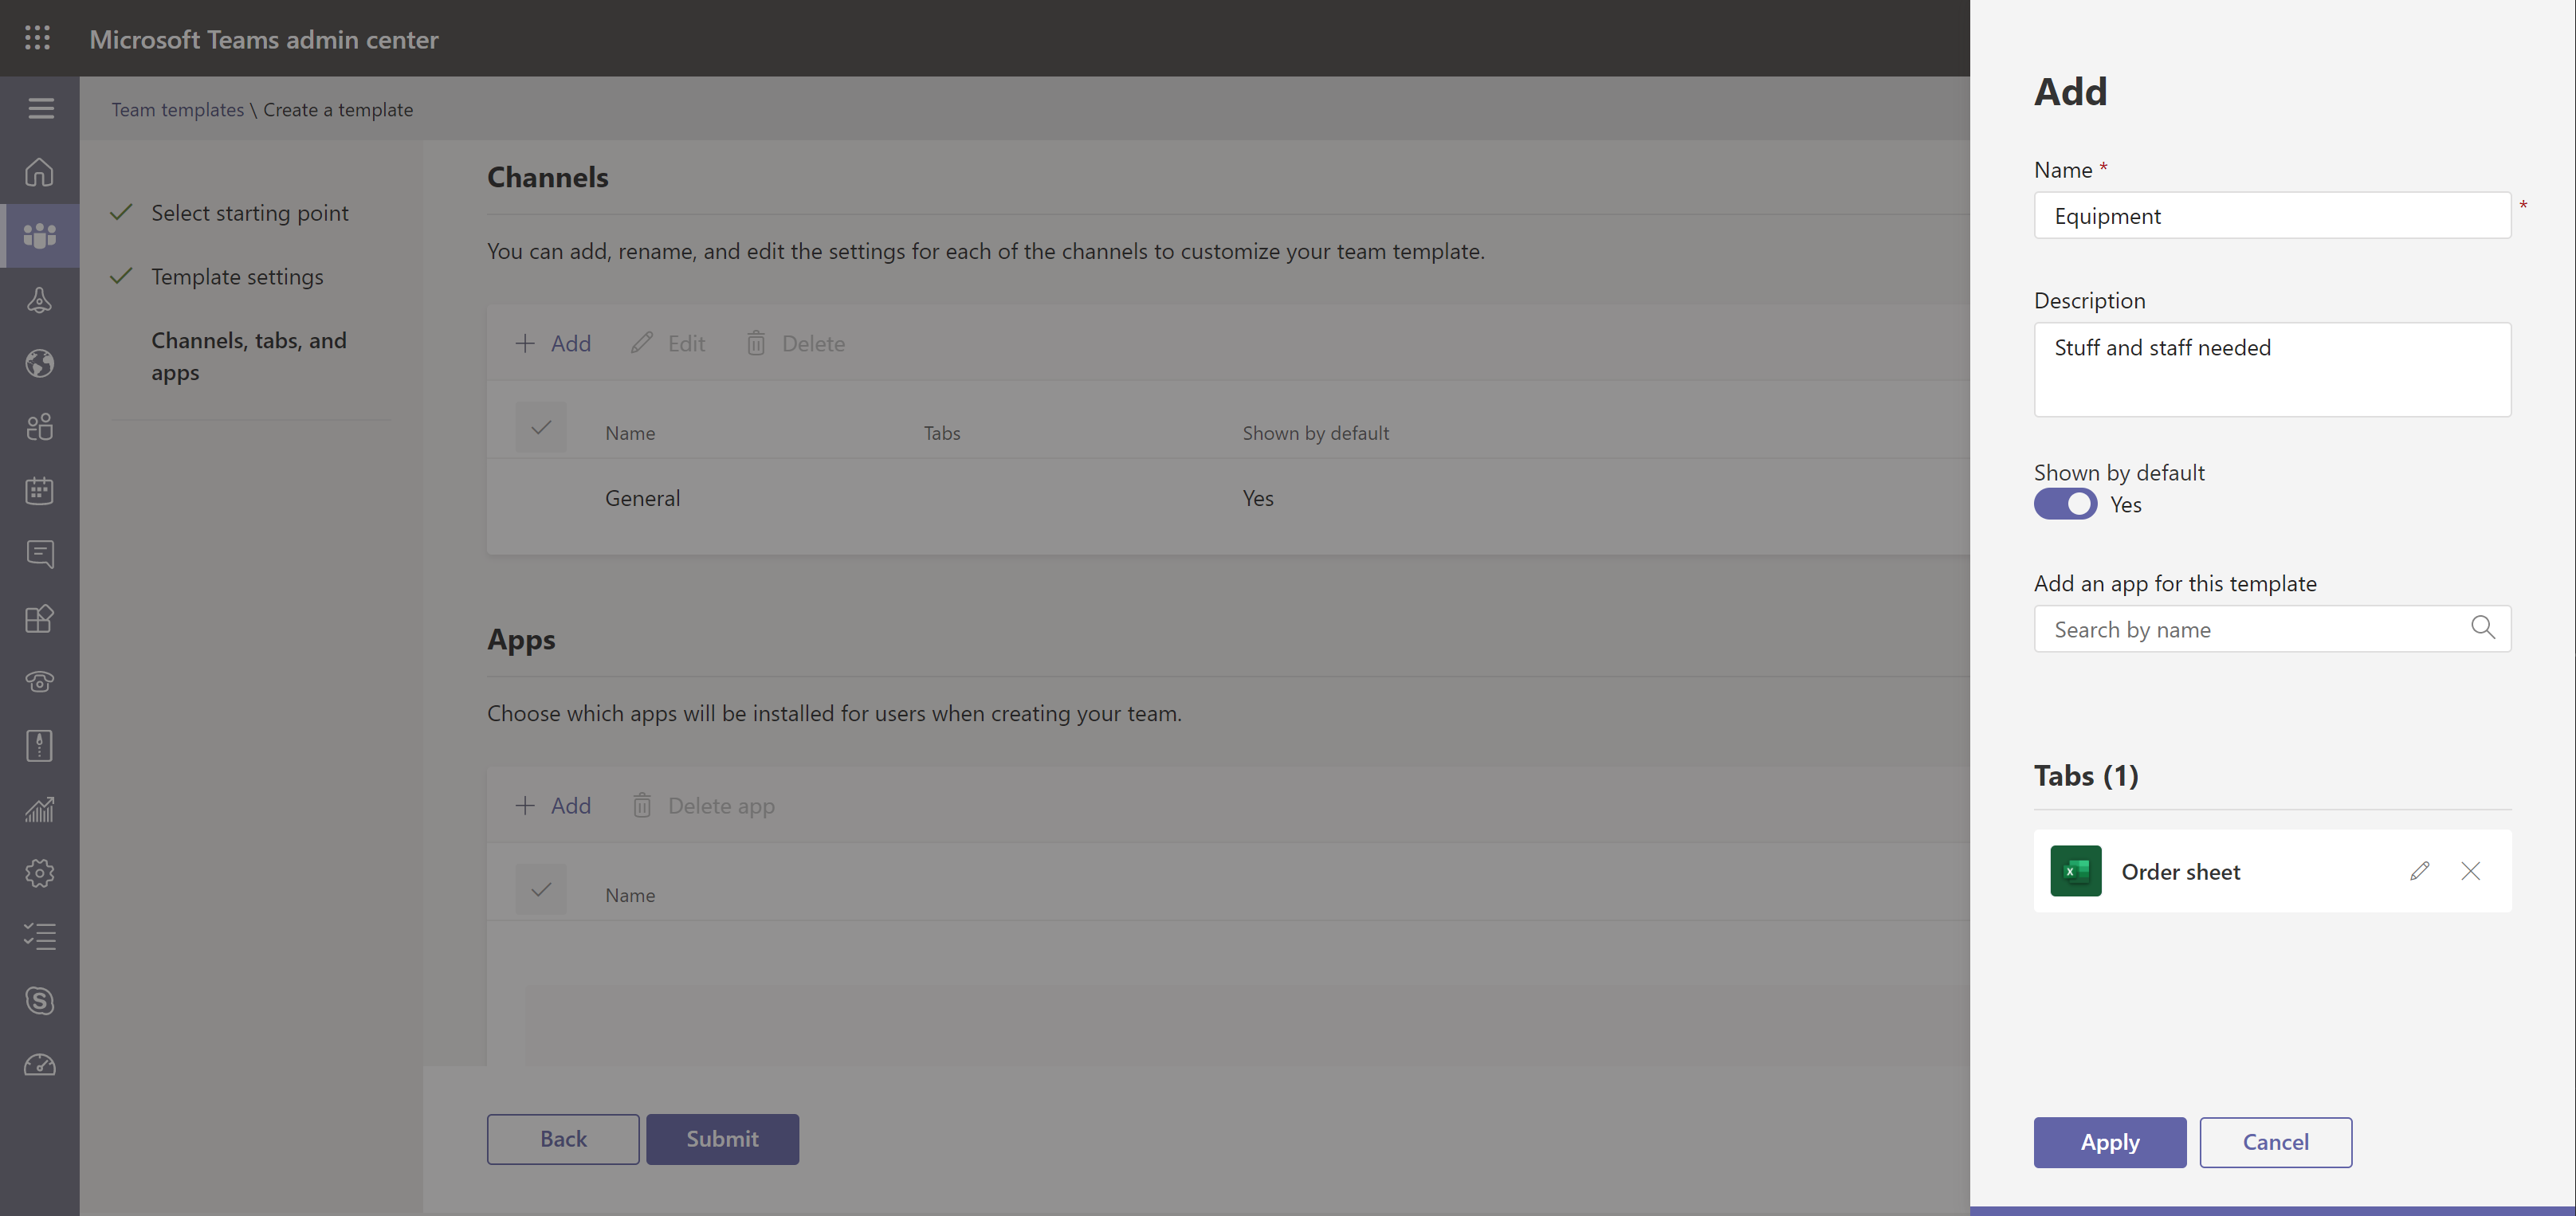 Microsoft Teams admin center
Team templates \ Create a template
Select starting point
Template settings
Channels, tabs, and
apps
Channels
You can add, rename, and edit the settings for each of the channels to customize your team template.
Add Edit Delete
Name Tabs Shown by default
General Yes
Apps
Choose which apps will be installed for users when creating your team.
Add Delete app
Name
Back Submit
Add
Name *
Equipment *
Description
Stuff and staff needed
Shown by default
Yes
Add an app for this template
Search by name
Tabs (1)
Order sheet
Apply Cancel